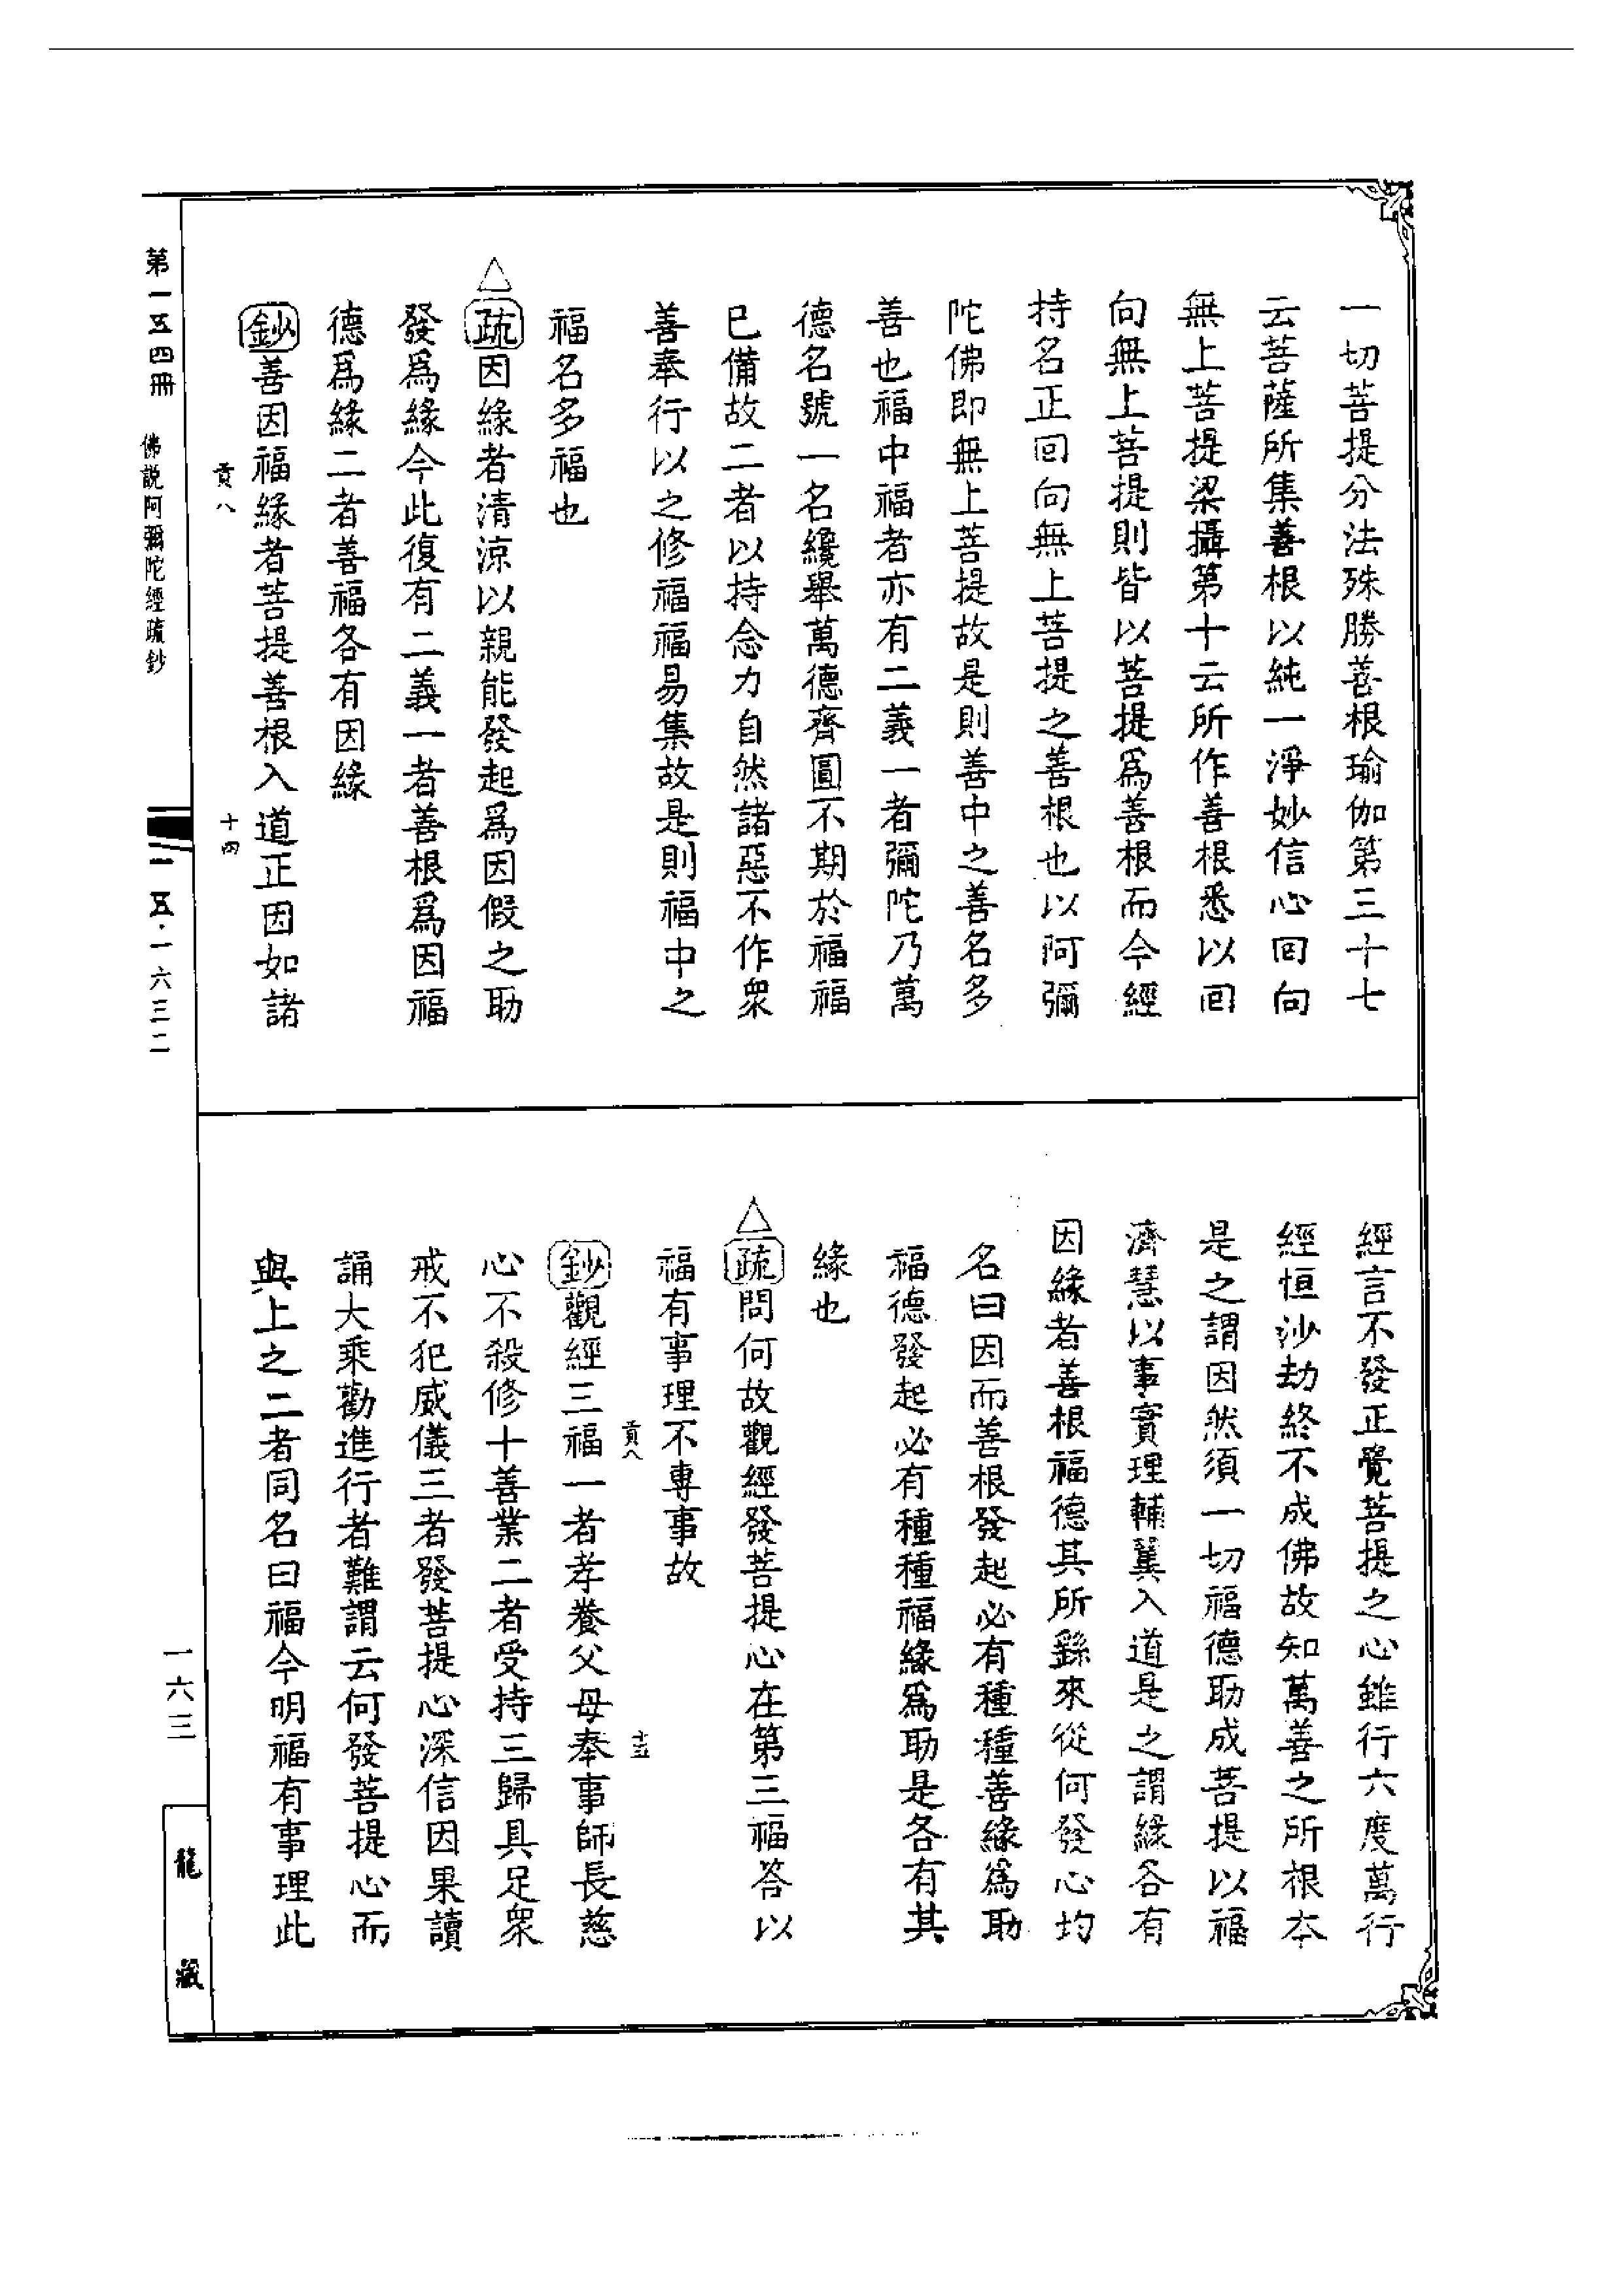 一切菩提分法殊勝善根瑜伽第三十七
云菩薩所集善根以純一淨妙信心回向
無上菩提梁攝第十云所作善根悉以回
向無上菩提則皆以菩提爲善根而今經
持名正回向無上菩提之善根也以阿彌
陀佛即無上菩提故是則善中之善名多
善也福中福者亦有二義一者彌陀乃萬
德名號一名纔舉萬德齊圓不期於福福
已備故二者以持念力自然諸惡不作衆
善奉行以之修福福易集故是則福中之
福名多福也
△疏因緣者清涼以親能發起爲因假之助
發爲緣今此復有二義一者善根爲因福
德爲緣二者善福各有因緣
鈔善因福緣者菩提善根入道正因如諸
貢八 十四
經言不發正覺菩提之心雖行六度萬行
經恒沙劫終不成佛故知萬善之所根本
是之謂因然須一切福德助成菩提以福
濟慧以事實理輔翼入道是之謂緣各有
因緣者善根福德其所繇來從何發心均
名曰因而善根發起必有種種善緣爲助
福德發起必有種種福緣爲助是各有其
緣也
△疏問何故觀經發菩提心在第三福答以
福有事理不專事故
貢八 十五
鈔觀經三福一者孝養父母奉事師長慈
心不殺修十善業二者受持三歸具足衆
戒不犯威儀三者發菩提心深信因果讀
誦大乘勸進行者難謂云何發菩提心而
與上之二者同名曰福今明福有事理此
第一五四冊 佛說阿彌陀經疏鈔
一五·一六三二
一六三
龍藏